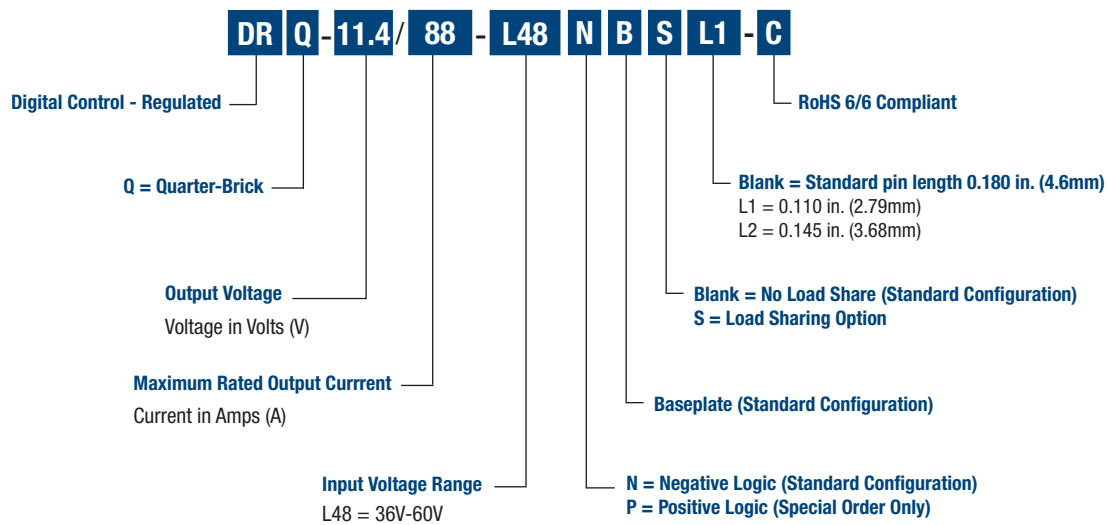 DR Q - 11.4 / 88 - L48 N B S L1 - C
Digital Control - Regulated
RoHS 6/6 Compliant
Q = Quarter-Brick
Blank = Standard pin length 0.180 in. (4.6mm)
L1 = 0.110 in. (2.79mm)
L2 = 0.145 in. (3.68mm)
Output Voltage
Voltage in Volts (V)
Blank = No Load Share (Standard Configuration)
S = Load Sharing Option
Maximum Rated Output Currrent
Current in Amps (A)
Baseplate (Standard Configuration)
Input Voltage Range
L48 = 36V-60V
N = Negative Logic (Standard Configuration)
P = Positive Logic (Special Order Only)